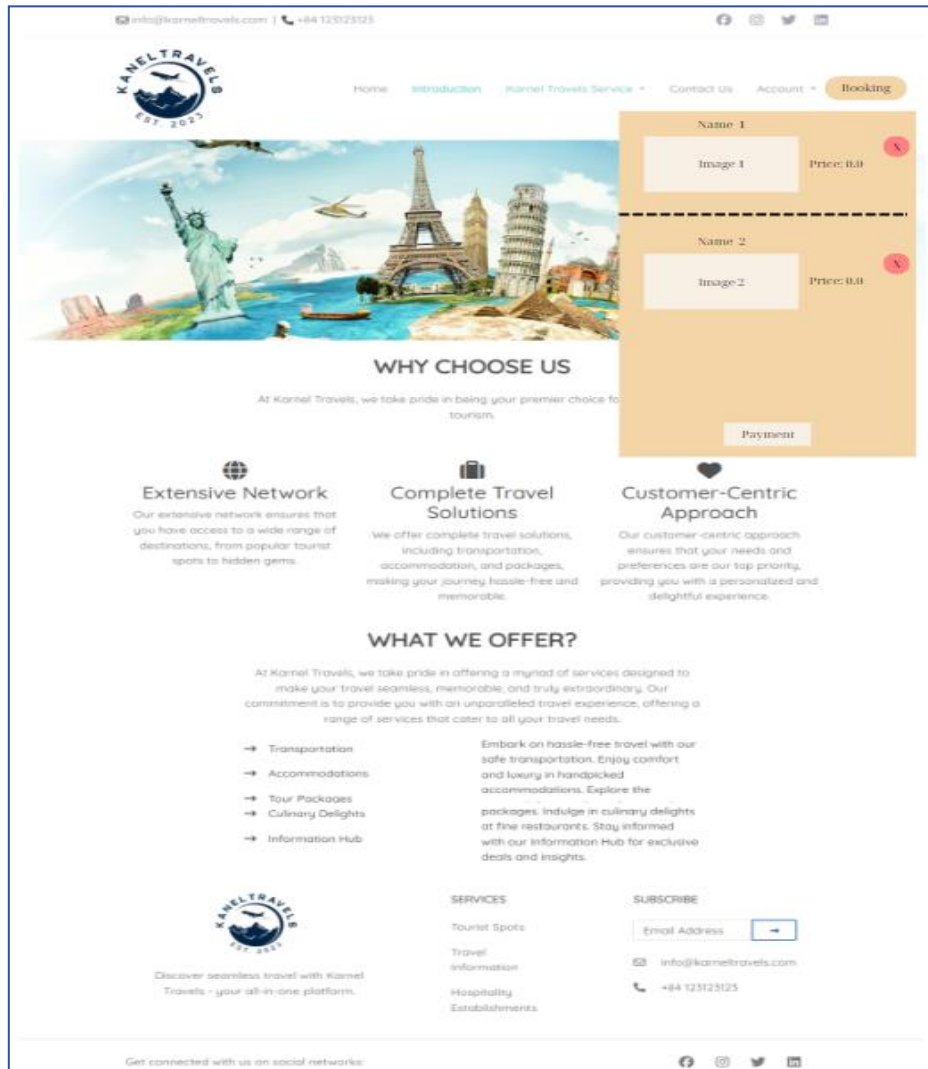 info@karneltravels.com | +84 123123123
KANELTRAVELS
EST. 2023
Home Introduction Karnel Travels Service Contact Us Account Booking
Name 1
Image 1 Price: 0.0 X
Name 2
Image 2 Price: 0.0 X
Payment
WHY CHOOSE US
At Karnel Travels, we take pride in being your premier choice fo
tourism.
Extensive Network
Our extensive network ensures that
you have access to a wide range of
destinations, from popular tourist
spots to hidden gems.
Complete Travel
Solutions
We offer complete travel solutions,
including transportation,
accommodation, and packages,
making your journey hassle-free and
memorable.
Customer-Centric
Approach
Our customer-centric approach
ensures that your needs and
preferences are our top priority,
providing you with a personalized and
delightful experience.
WHAT WE OFFER?
At Karnel Travels, we take pride in offering a myriad of services designed to
make your travel seamless, memorable, and truly extraordinary. Our
commitment is to provide you with an unparalleled travel experience, offering a
range of services that cater to all your travel needs.
→ Transportation
→ Accommodations
→ Tour Packages
→ Culinary Delights
→ Information Hub
Embark on hassle-free travel with our
safe transportation. Enjoy comfort
and luxury in handpicked
accommodations. Explore the
packages. Indulge in culinary delights
at fine restaurants. Stay informed
with our Information Hub for exclusive
deals and insights.
KANELTRAVELS
EST. 2023
Discover seamless travel with Karnel
Travels - your all-in-one platform.
SERVICES
Tourist Spots
Travel
Information
Hospitality
Establishments
SUBSCRIBE
Email Address →
info@karneltravels.com
+84 123123123
Get connected with us on social networks: